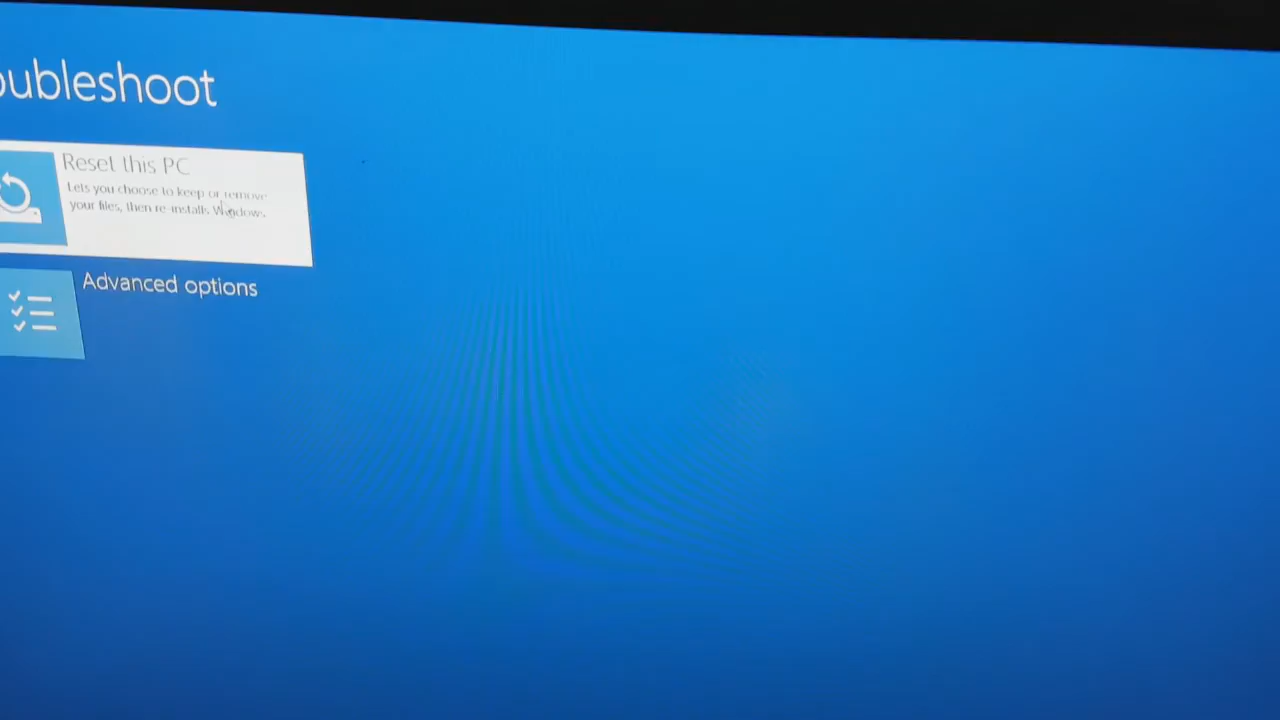 oubleshoot
Reset this PC
Lets you choose to keep or remove
your files, then re-installs Windows.
Advanced options